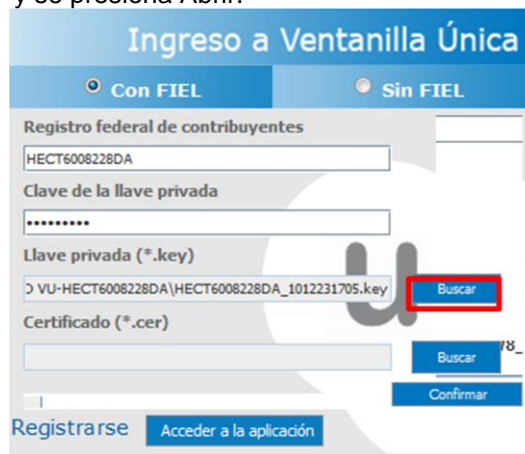 y se presiona Abrir.
Ingreso a Ventanilla Única
Con FIEL
Sin FIEL
Registro federal de contribuyentes
HECT6008228DA
Clave de la llave privada
•••••••••
Llave privada (*.key)
O VU-HECT6008228DA\HECT6008228DA_1012231705.key
Buscar
Certificado (*.cer)
Buscar
Confirmar
Registrarse
Acceder a la aplicación